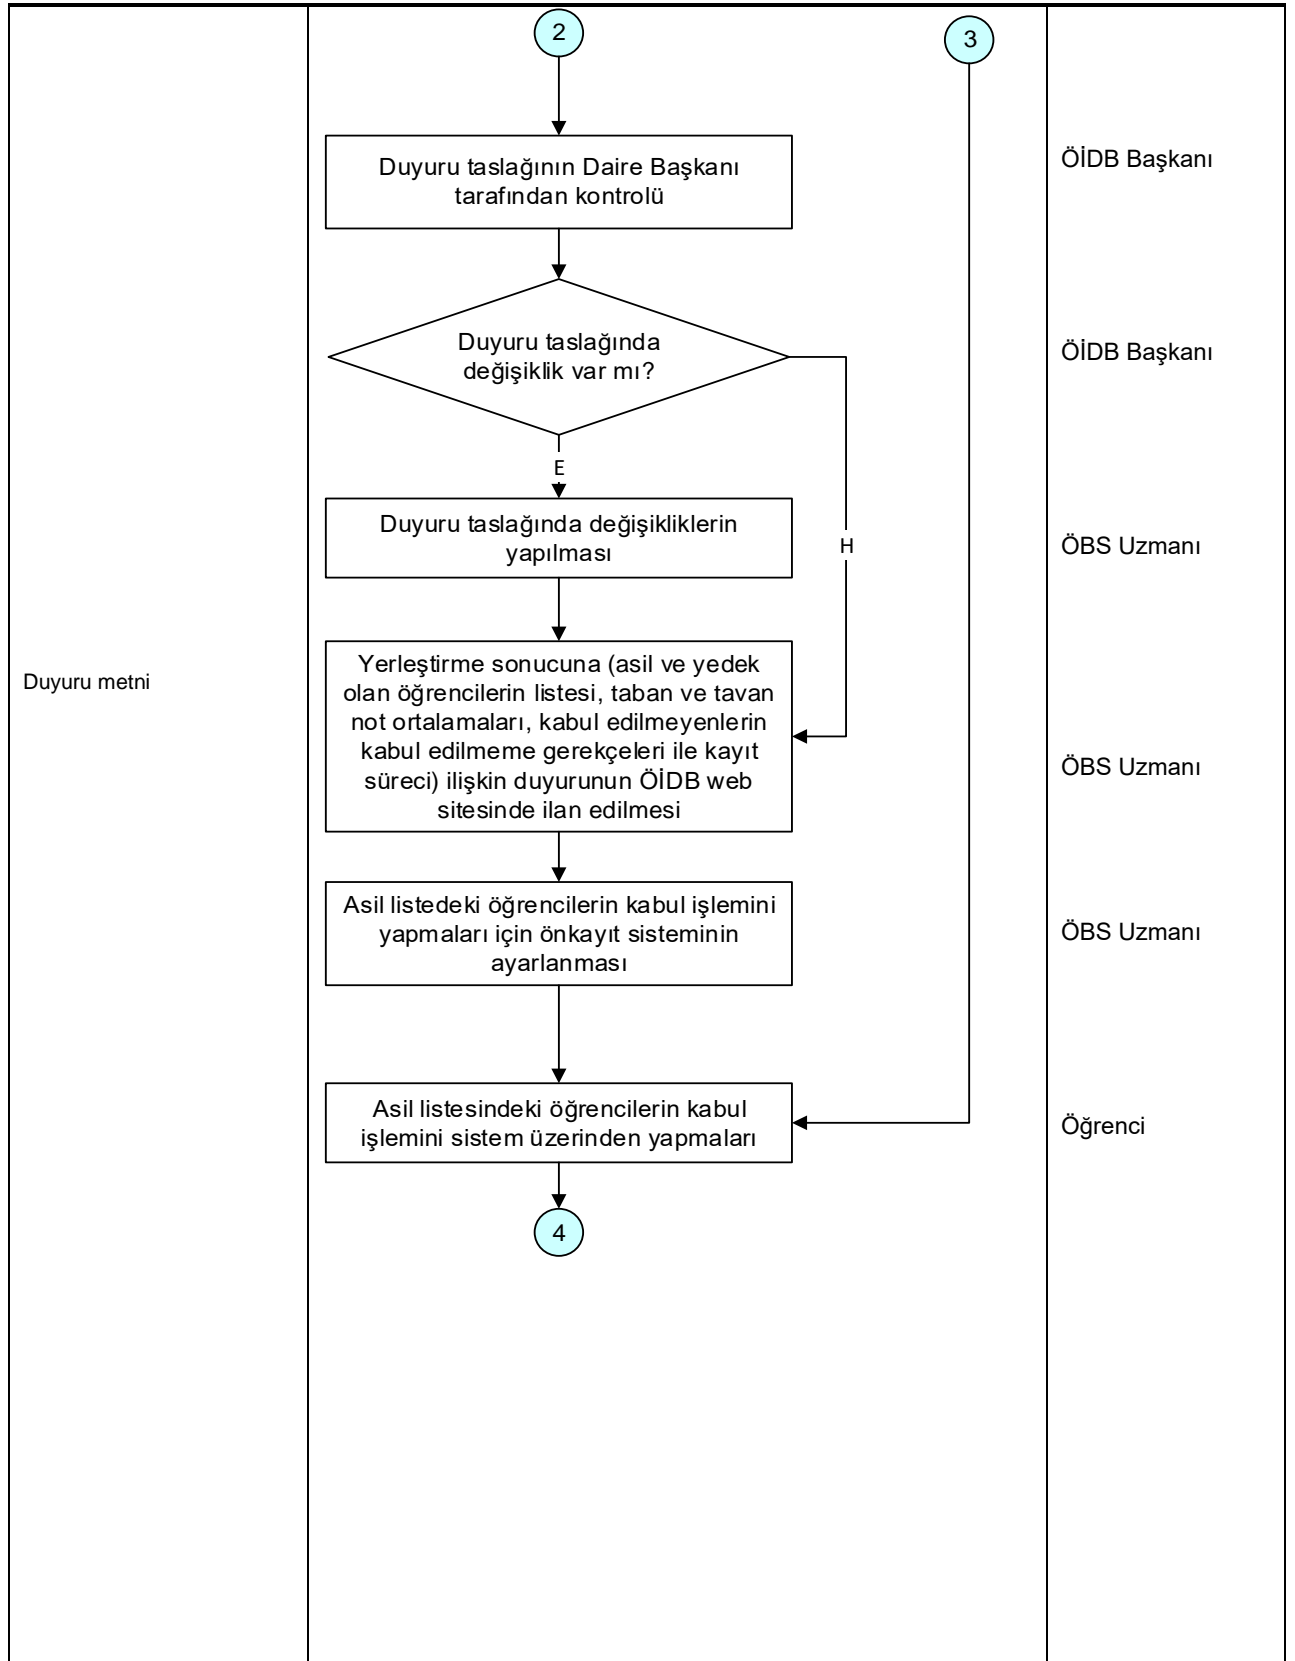 2
3
Duyuru taslağının Daire Başkanı
tarafından kontrolü
ÖİDB Başkanı
Duyuru taslağında
değişiklik var mı?
ÖİDB Başkanı
E
Duyuru taslağında değişikliklerin
yapılması
H
ÖBS Uzmanı
Duyuru metni
Yerleştirme sonucuna (asil ve yedek
olan öğrencilerin listesi, taban ve tavan
not ortalamaları, kabul edilmeyenlerin
kabul edilmeme gerekçeleri ile kayıt
süreci) ilişkin duyurunun ÖİDB web
sitesinde ilan edilmesi
ÖBS Uzmanı
Asil listedeki öğrencilerin kabul işlemini
yapmaları için önkayıt sisteminin
ayarlanması
ÖBS Uzmanı
Asil listesindeki öğrencilerin kabul
işlemini sistem üzerinden yapmaları
Öğrenci
4